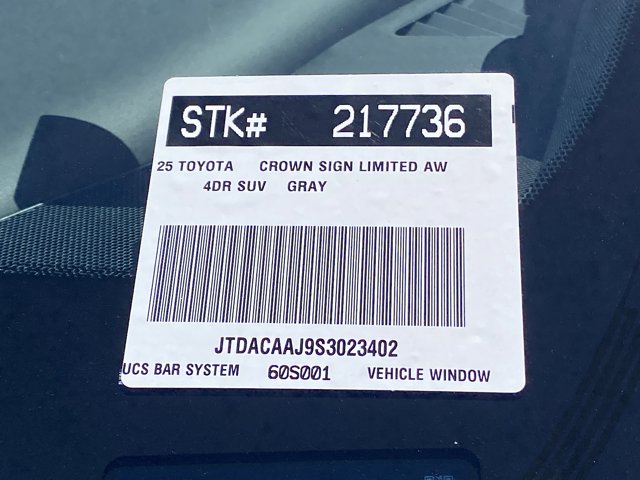 STK# 217736
25 TOYOTA CROWN SIGN LIMITED AW
4DR SUV GRAY
JTDACAAJ9S3023402
UCS BAR SYSTEM 60S001 VEHICLE WINDOW